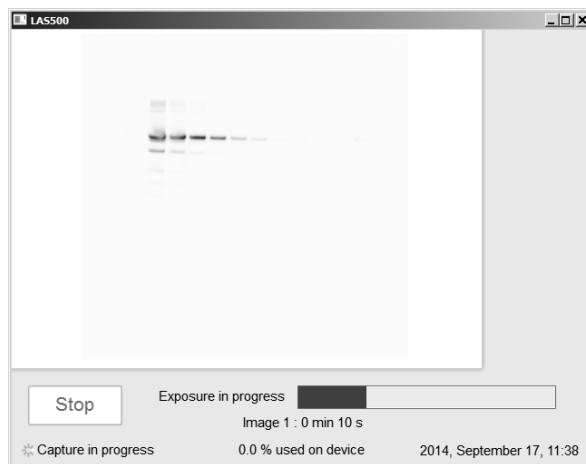 LAS500
Stop
Exposure in progress
Image 1 : 0 min 10 s
Capture in progress
0.0 % used on device
2014, September 17, 11:38